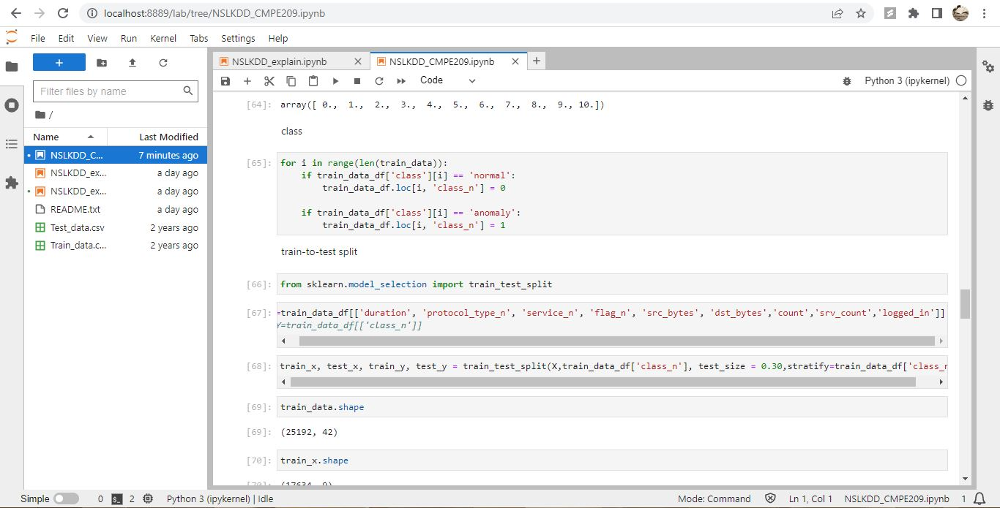 localhost:8889/lab/tree/NSLKDD_CMPE209.ipynb
File Edit View Run Kernel Tabs Settings Help
NSLKDD_explain.ipynb
NSLKDD_CMPE209.ipynb
Code
Python 3 (ipykernel)
Filter files by name
/
Name Last Modified
NSLKDD_C... 7 minutes ago
NSLKDD_ex... a day ago
NSLKDD_ex... a day ago
README.txt a day ago
Test_data.csv 2 years ago
Train_data.c... 2 years ago
[64]: array([ 0., 1., 2., 3., 4., 5., 6., 7., 8., 9., 10.])
class
[65]: for i in range(len(train_data)):
if train_data_df['class'][i] == 'normal':
train_data_df.loc[i, 'class_n'] = 0
if train_data_df['class'][i] == 'anomaly':
train_data_df.loc[i, 'class_n'] = 1
train-to-test split
[66]: from sklearn.model_selection import train_test_split
[67]: =train_data_df[['duration', 'protocol_type_n', 'service_n', 'flag_n', 'src_bytes', 'dst_bytes','count','srv_count','logged_in']]
Y=train_data_df[['class_n']]
[68]: train_x, test_x, train_y, test_y = train_test_split(X,train_data_df['class_n'], test_size = 0.30,stratify=train_data_df['class_n
[69]: train_data.shape
[69]: (25192, 42)
[70]: train_x.shape
[70]: (17634, 9)
Simple 0 2 Python 3 (ipykernel) | Idle Mode: Command Ln 1, Col 1 NSLKDD_CMPE209.ipynb 1